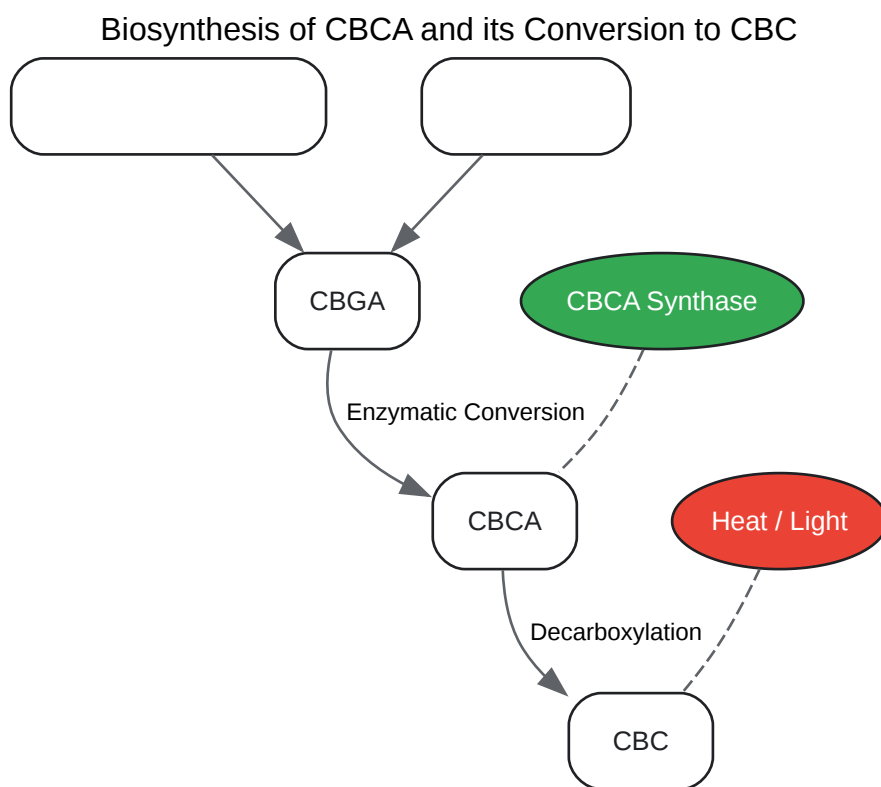 Biosynthesis of CBCA and its Conversion to CBC
CBGA
CBCA Synthase
Enzymatic Conversion
CBCA
Heat / Light
Decarboxylation
CBC